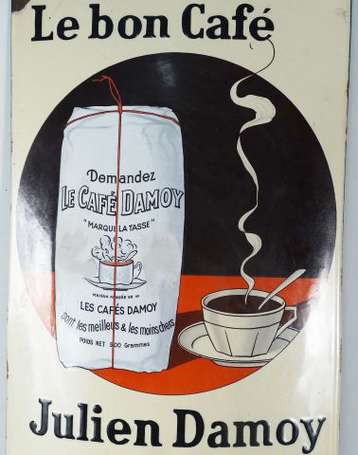 Le bon Café
Demandez
LE CAFÉ DAMOY
"MARQUE LA TASSE"
LES CAFÉS DAMOY
sont les meilleurs & les moins chers
POIDS NET 500 Grammes
Julien Damoy